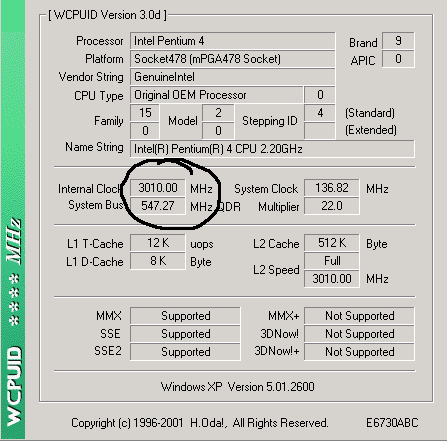 [ WCPUID Version 3.0d ]
Processor Intel Pentium 4 Brand 9
Platform Socket478 (mPGA478 Socket) APIC 0
Vendor String GenuineIntel
CPU Type Original OEM Processor 0
Family 15 Model 2 Stepping ID 4 (Standard)
0 0 (Extended)
Name String Intel(R) Pentium(R) 4 CPU 2.20GHz
Internal Clock 3010.00 MHz System Clock 136.82 MHz
System Bus 547.27 MHz QDR Multiplier 22.0
L1 T-Cache 12 K uops L2 Cache 512 K Byte
L1 D-Cache 8 K Byte L2 Speed Full
3010.00 MHz
MMX Supported MMX+ Not Supported
SSE Supported 3DNow! Not Supported
SSE2 Supported 3DNow!+ Not Supported
Windows XP Version 5.01.2600
Copyright (c) 1996-2001 H.Oda!, All Rights Reserved. E6730ABC
WCPUID **** MHz